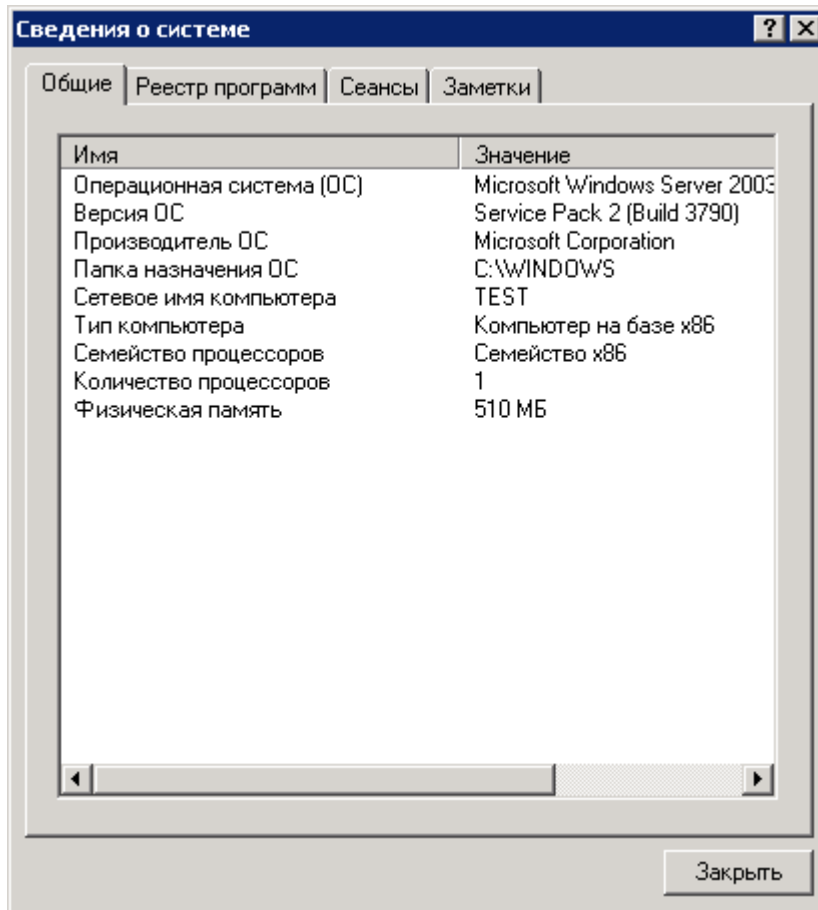 Сведения о системе
Общие Реестр программ Сеансы Заметки
Имя Значение
Операционная система (ОС) Microsoft Windows Server 2003
Версия ОС Service Pack 2 (Build 3790)
Производитель ОС Microsoft Corporation
Папка назначения ОС C:\WINDOWS
Сетевое имя компьютера TEST
Тип компьютера Компьютер на базе x86
Семейство процессоров Семейство x86
Количество процессоров 1
Физическая память 510 МБ
Закрыть